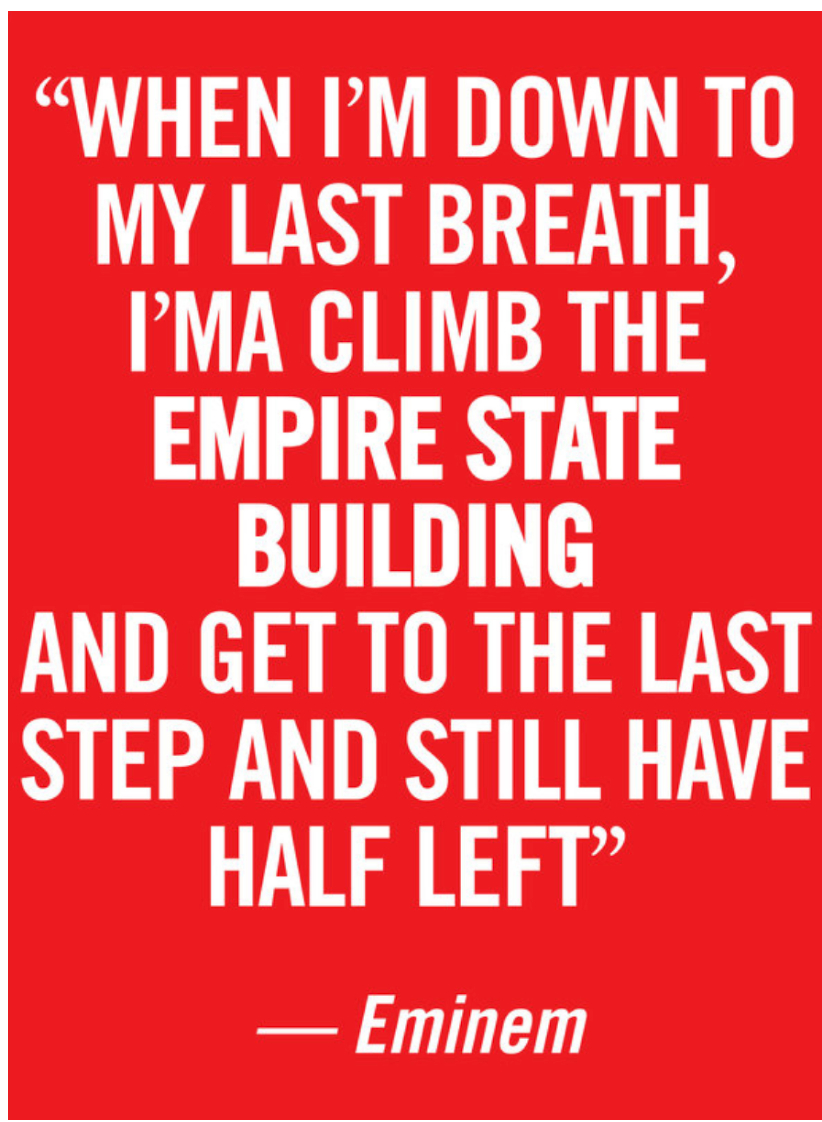 “WHEN I’M DOWN TO
MY LAST BREATH,
I’MA CLIMB THE
EMPIRE STATE
BUILDING
AND GET TO THE LAST
STEP AND STILL HAVE
HALF LEFT”
— Eminem